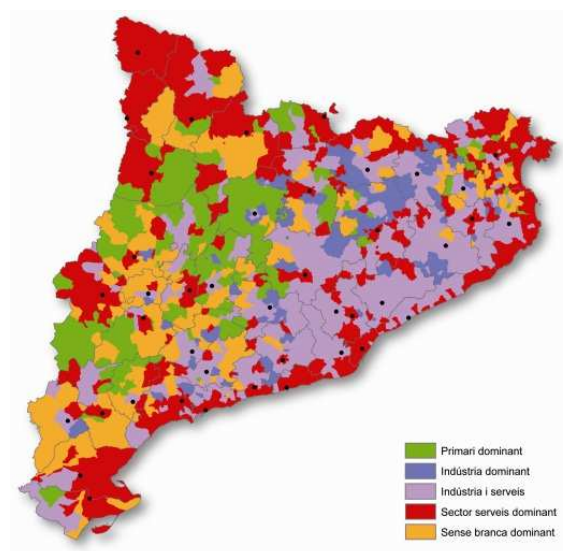 Primari dominant
Indústria dominant
Indústria i serveis
Sector serveis dominant
Sense branca dominant